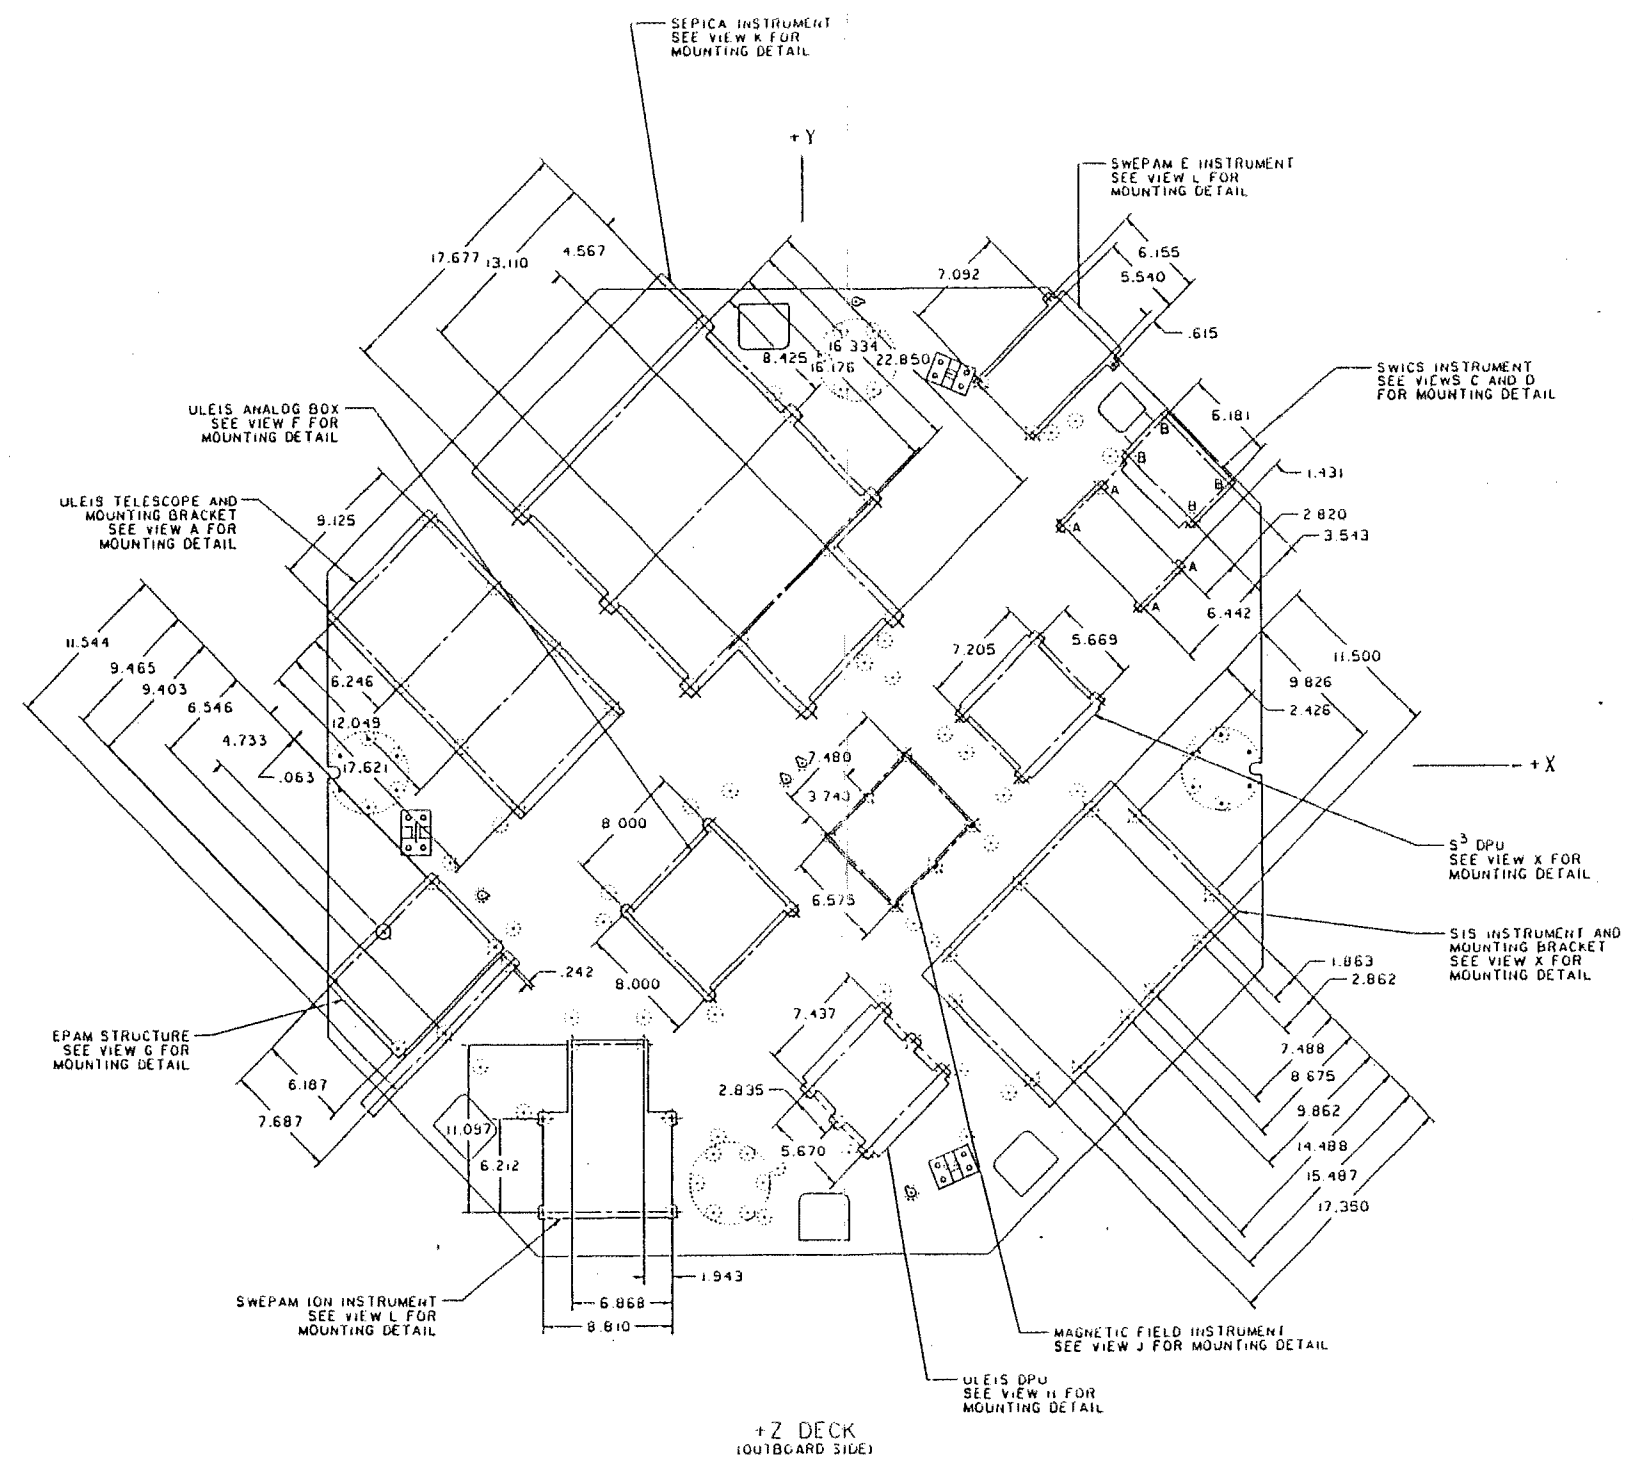 SEPICA INSTRUMENT
SEE VIEW K FOR
MOUNTING DETAIL
+Y
SWEPAM E INSTRUMENT
SEE VIEW L FOR
MOUNTING DETAIL
17.677
13.110
4.567
7.092
6.155
5.540
.615
8.425
16.334
16.176
22.850
SWICS INSTRUMENT
SEE VIEWS C AND D
FOR MOUNTING DETAIL
ULEIS ANALOG BOX
SEE VIEW F FOR
MOUNTING DETAIL
6.181
B
B
B
B
1.431
A
A
A
A
2.820
3.543
6.442
ULEIS TELESCOPE AND
MOUNTING BRACKET
SEE VIEW A FOR
MOUNTING DETAIL
9.125
11.544
9.465
9.403
6.546
4.733
.063
6.246
12.049
17.621
7.205
5.669
11.500
9.826
2.426
+X
7.480
3.743
6.575
8.000
8.000
S3 DPU
SEE VIEW X FOR
MOUNTING DETAIL
SIS INSTRUMENT AND
MOUNTING BRACKET
SEE VIEW X FOR
MOUNTING DETAIL
1.863
2.862
.242
7.437
EPAM STRUCTURE
SEE VIEW G FOR
MOUNTING DETAIL
6.187
7.687
2.835
5.670
11.097
6.212
7.488
8.675
9.862
14.488
15.487
17.350
1.943
6.868
8.810
SWEPAM ION INSTRUMENT
SEE VIEW L FOR
MOUNTING DETAIL
MAGNETIC FIELD INSTRUMENT
SEE VIEW J FOR MOUNTING DETAIL
ULEIS DPU
SEE VIEW H FOR
MOUNTING DETAIL
+Z DECK
(OUTBOARD SIDE)